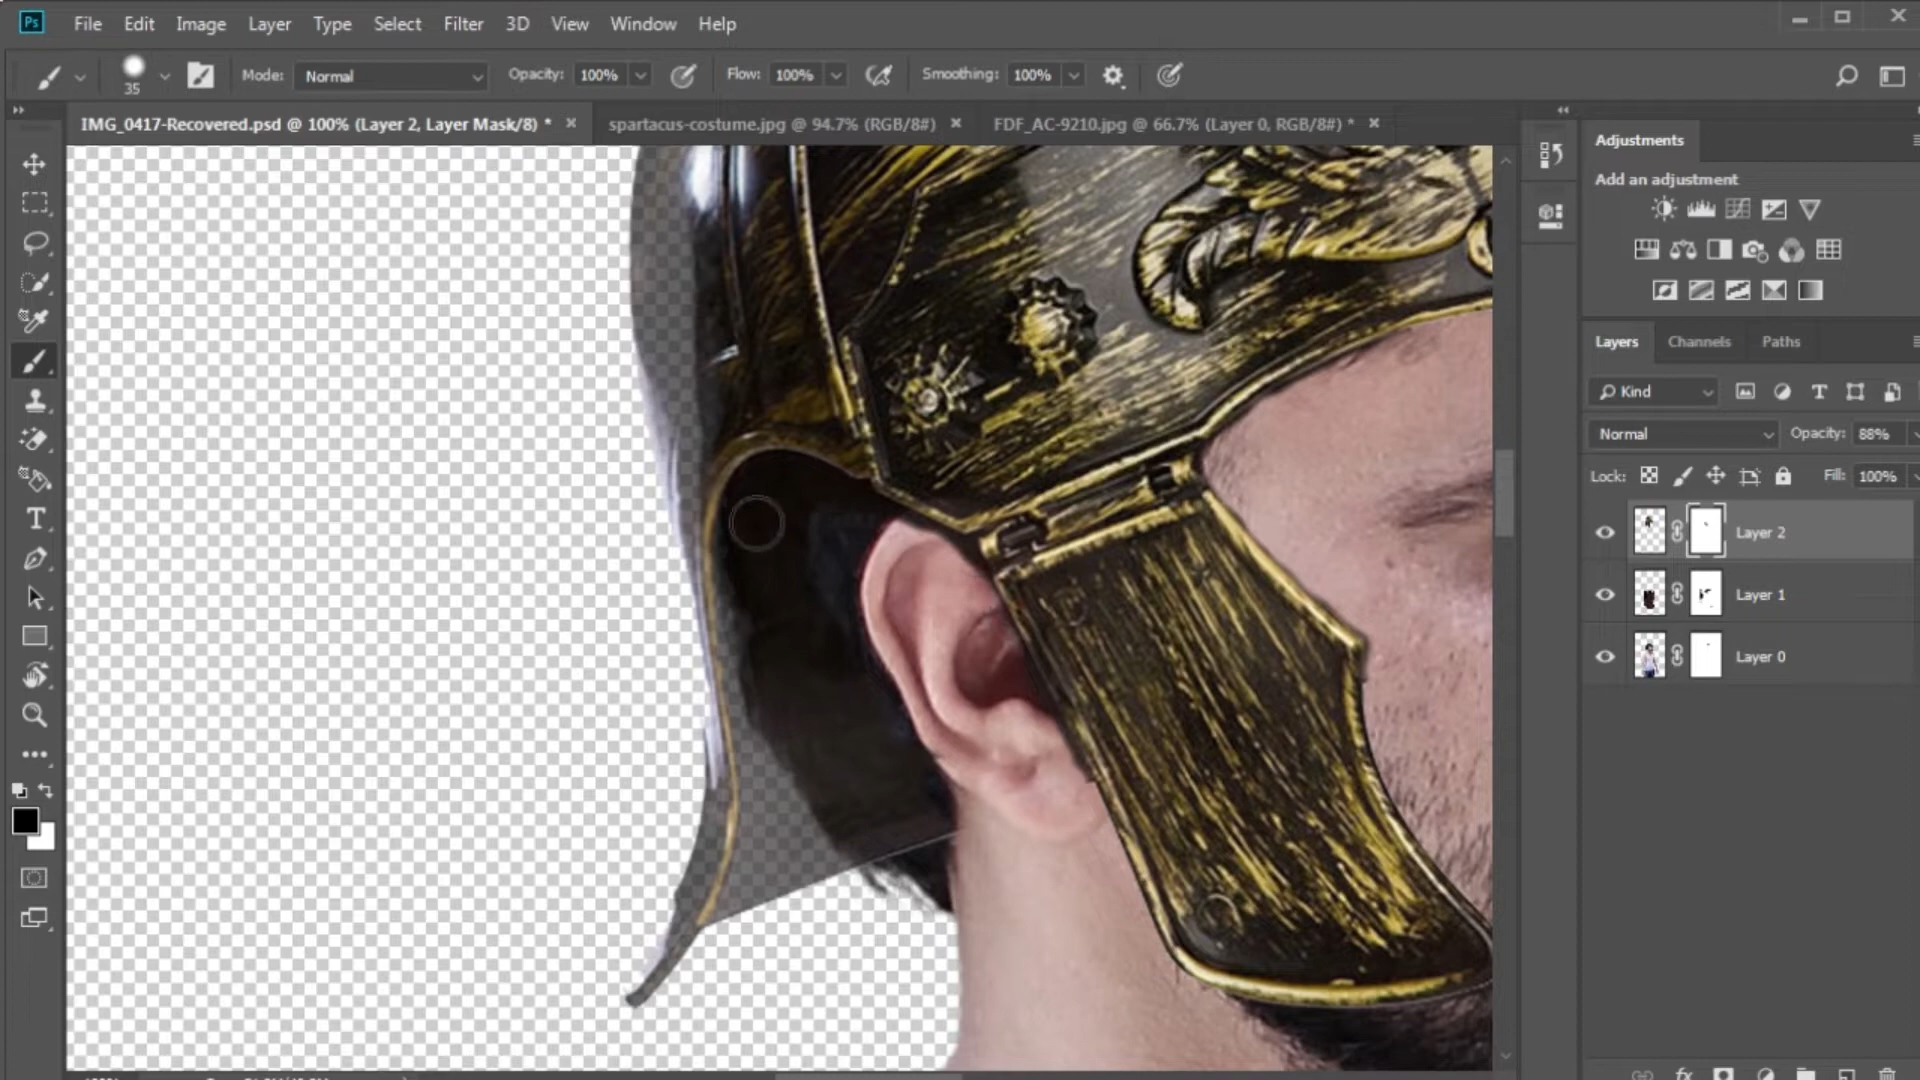 Ps File Edit Image Layer Type Select Filter 3D View Window Help
35 Mode: Normal Opacity: 100% Flow: 100% Smoothing: 100%
IMG_0417-Recovered.psd @ 100% (Layer 2, Layer Mask/8) * spartacus-costume.jpg @ 94.7% (RGB/8#) FDF_AC-9210.jpg @ 66.7% (Layer 0, RGB/8#) *
Adjustments
Add an adjustment
Layers Channels Paths
Kind
Normal Opacity: 88%
Lock: Fill: 100%
Layer 2
Layer 1
Layer 0